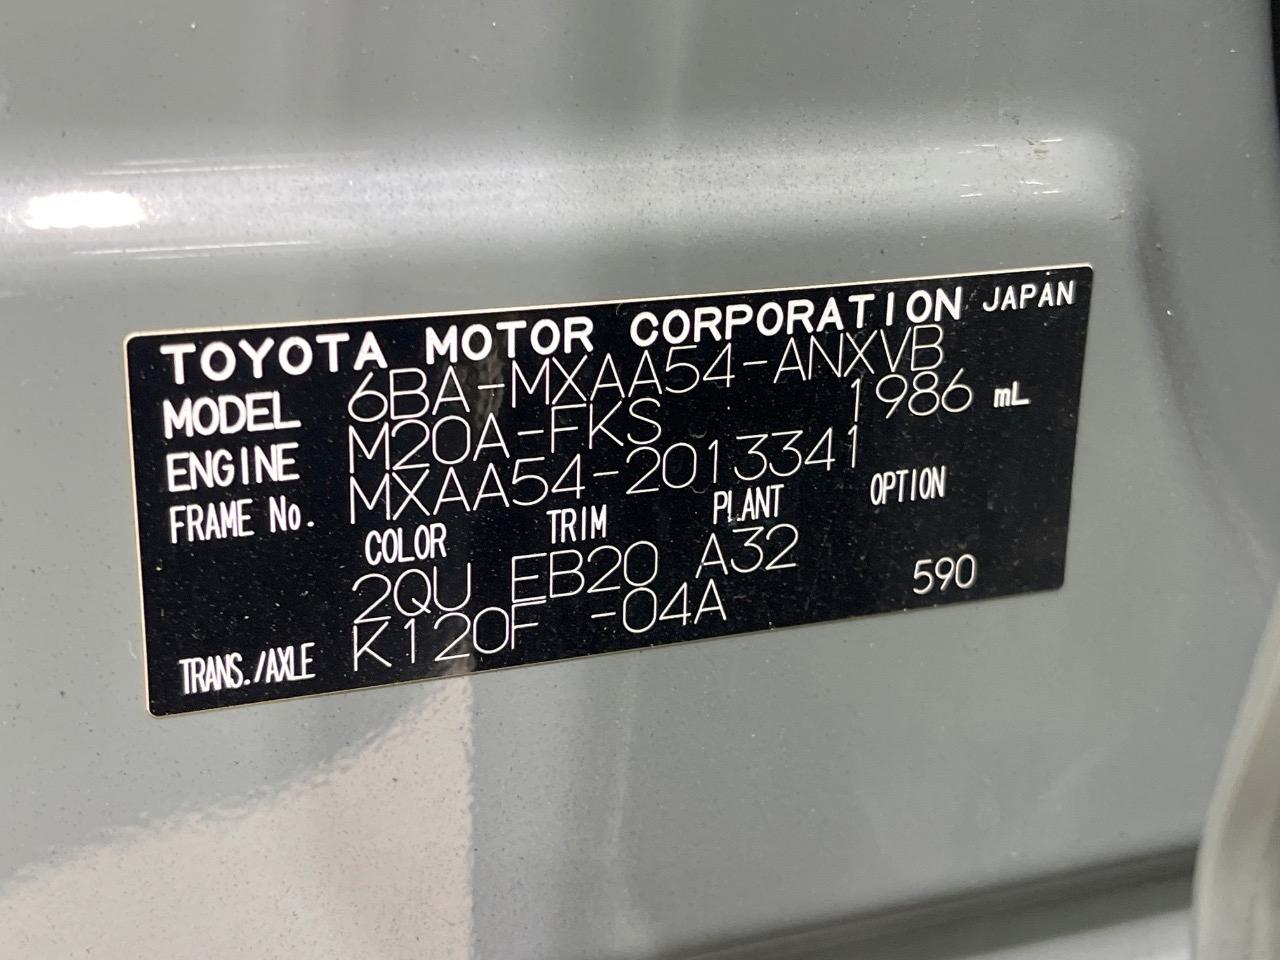 TOYOTA MOTOR CORPORATION JAPAN
MODEL 6BA-MXAA54-ANXVB
ENGINE M20A-FKS 1986 mL
FRAME No. MXAA54-2013341
COLOR TRIM PLANT OPTION
2QU EB20 A32
TRANS./AXLE K120F -04A 590